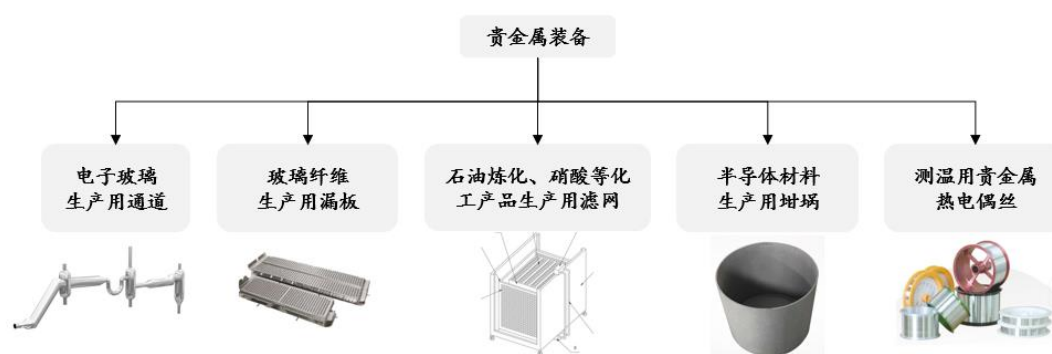 贵金属装备
电子玻璃
生产用通道
玻璃纤维
生产用漏板
石油炼化、硝酸等化
工产品生产用滤网
半导体材料
生产用坩埚
测温用贵金属
热电偶丝